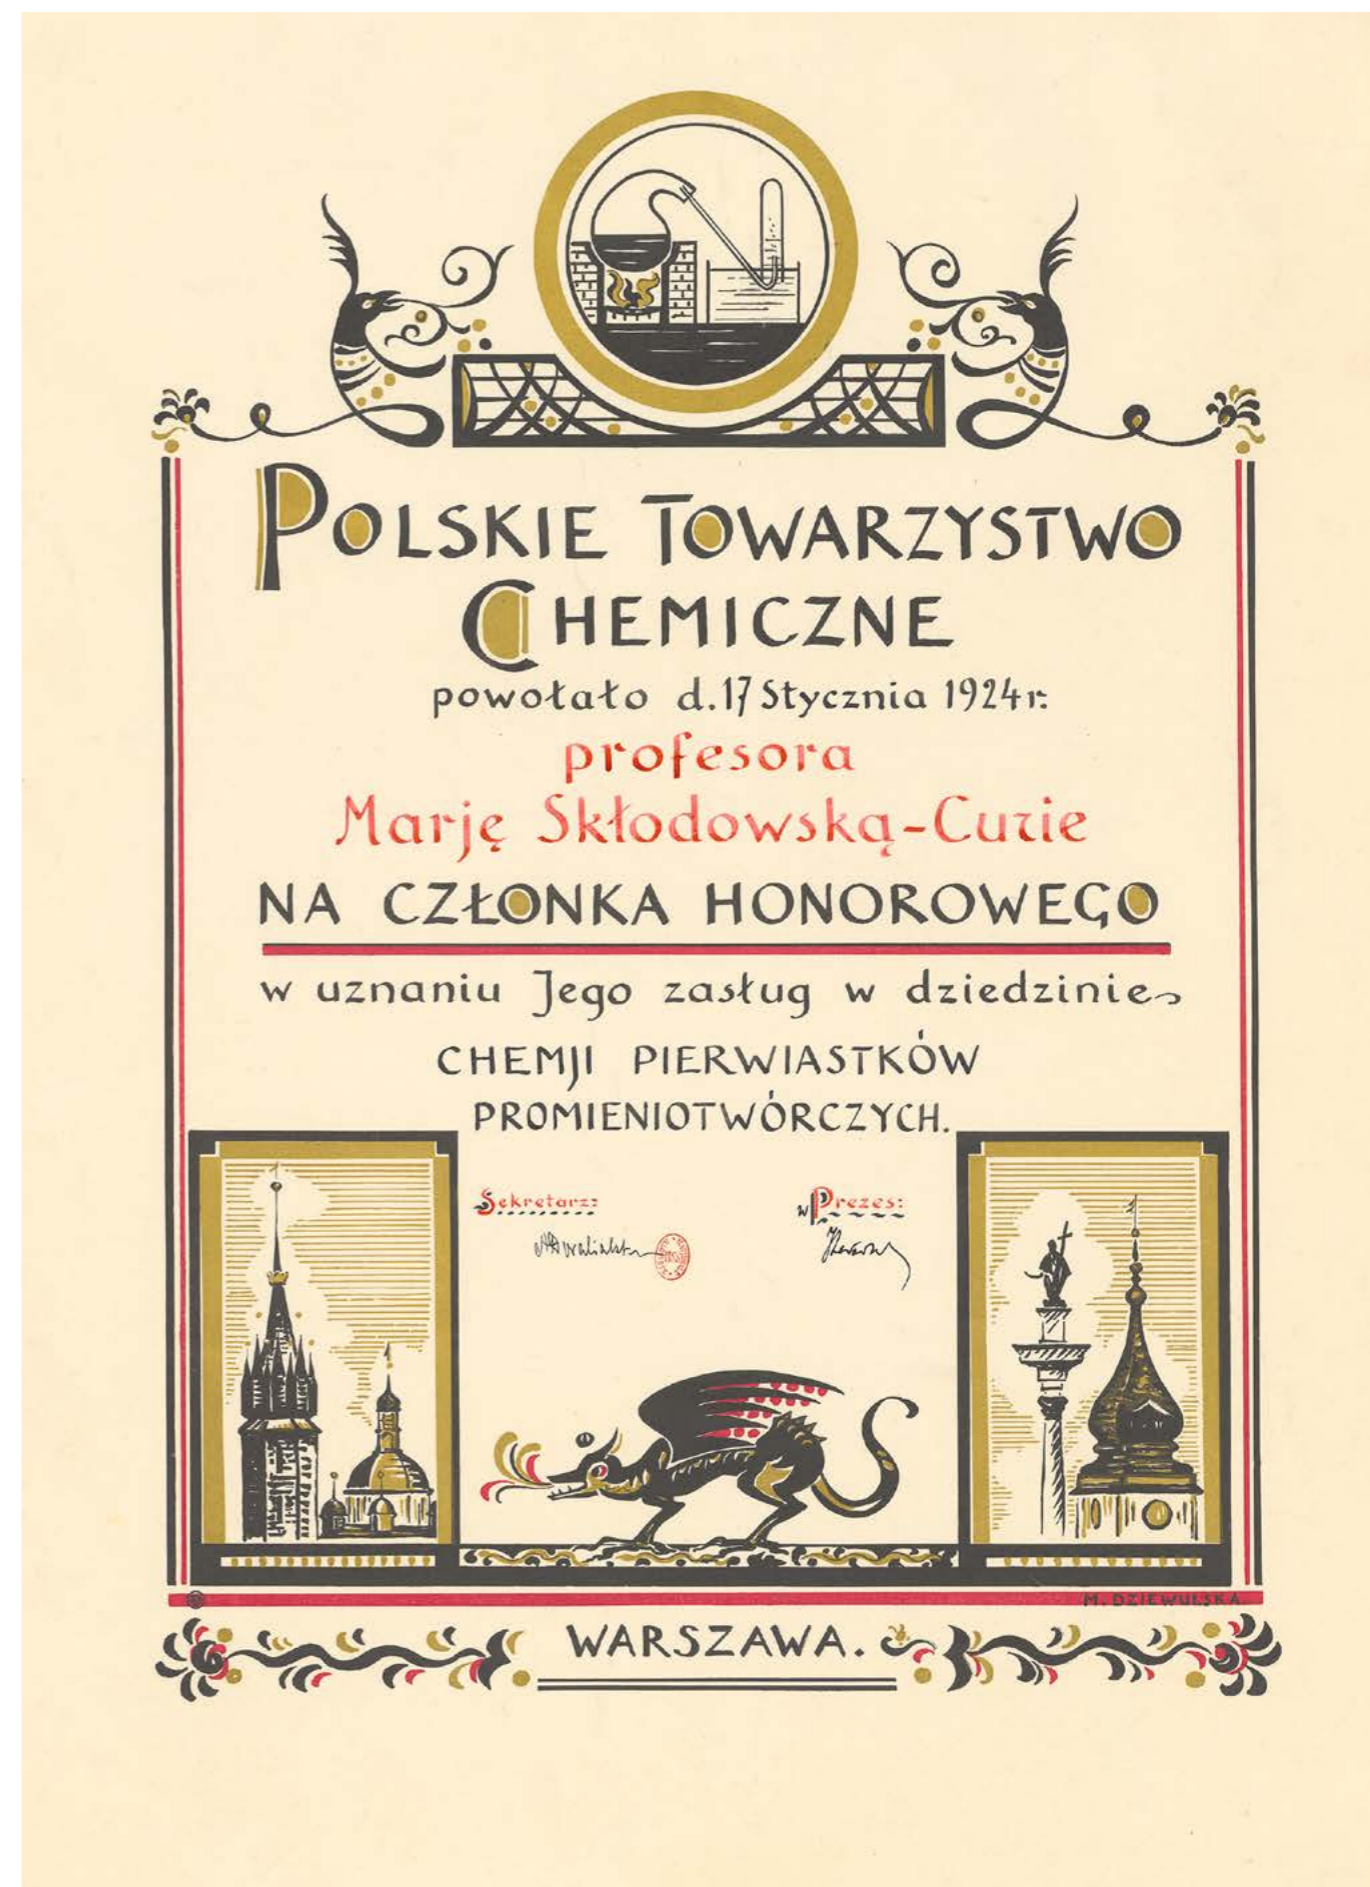 POLSKIE TOWARZYSTWO
CHEMICZNE
powołało d. 17 Stycznia 1924 r.
profesora
Marję Skłodowską-Curie
NA CZŁONKA HONOROWEGO
w uznaniu Jego zasług w dziedzinie
CHEMJI PIERWIASTKÓW
PROMIENIOTWÓRCZYCH.
Sekretarz:
w Prezes:
M. DZIEWULSKA
WARSZAWA.